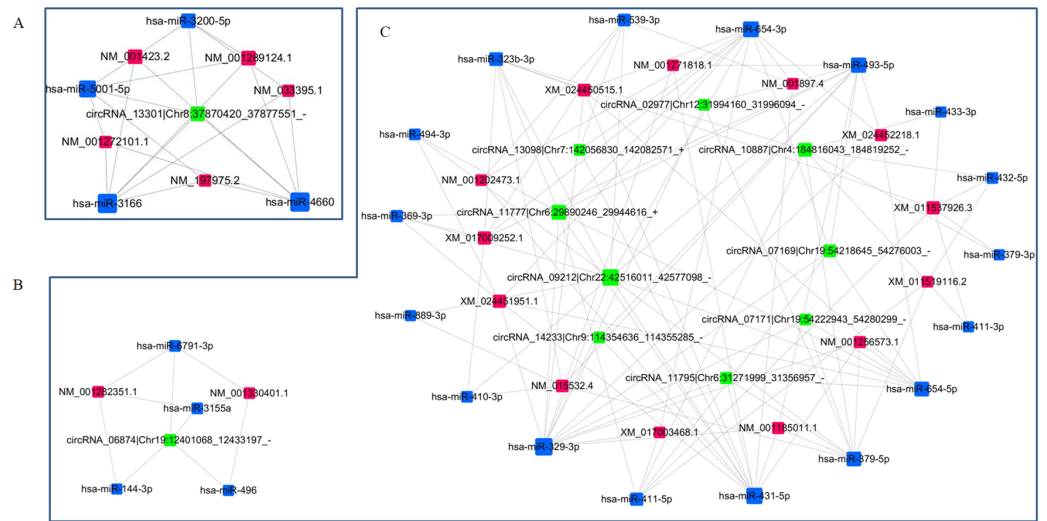 A
hsa-miR-3200-5p
NM_001423.2
NM_001289124.1
hsa-miR-5001-5p
NM_033395.1
circRNA_13301|Chr8:37870420_37877551_-
NM_001272101.1
NM_197975.2
hsa-miR-3166
hsa-miR-4660
B
hsa-miR-6791-3p
NM_001282351.1
NM_001330401.1
hsa-miR-3155a
circRNA_06874|Chr19:12401068_12433197_-
hsa-miR-144-3p
hsa-miR-496
C
hsa-miR-539-3p
hsa-miR-654-3p
hsa-miR-323b-3p
NM_001271818.1
hsa-miR-493-5p
XM_024450515.1
NM_001897.4
circRNA_02977|Chr12:31994160_31996094_-
hsa-miR-433-3p
hsa-miR-494-3p
XM_024452218.1
circRNA_13098|Chr7:142056830_142082571_+
circRNA_10887|Chr4:184816043_184819252_-
NM_001202473.1
hsa-miR-432-5p
hsa-miR-369-3p
circRNA_11777|Chr6:29890246_29944616_+
XM_011537926.3
XM_017009252.1
circRNA_07169|Chr19:54218645_54276003_-
hsa-miR-379-3p
circRNA_09212|Chr22:42516011_42577098_-
XM_011519116.2
XM_024451951.1
hsa-miR-889-3p
circRNA_07171|Chr19:54222943_54280299_-
hsa-miR-411-3p
circRNA_14233|Chr9:114354636_114355285_-
NM_001256573.1
circRNA_11795|Chr6:31271999_31356957_-
NM_015532.4
hsa-miR-654-5p
hsa-miR-410-3p
XM_017003468.1
NM_001185011.1
hsa-miR-329-3p
hsa-miR-379-5p
hsa-miR-411-5p
hsa-miR-431-5p